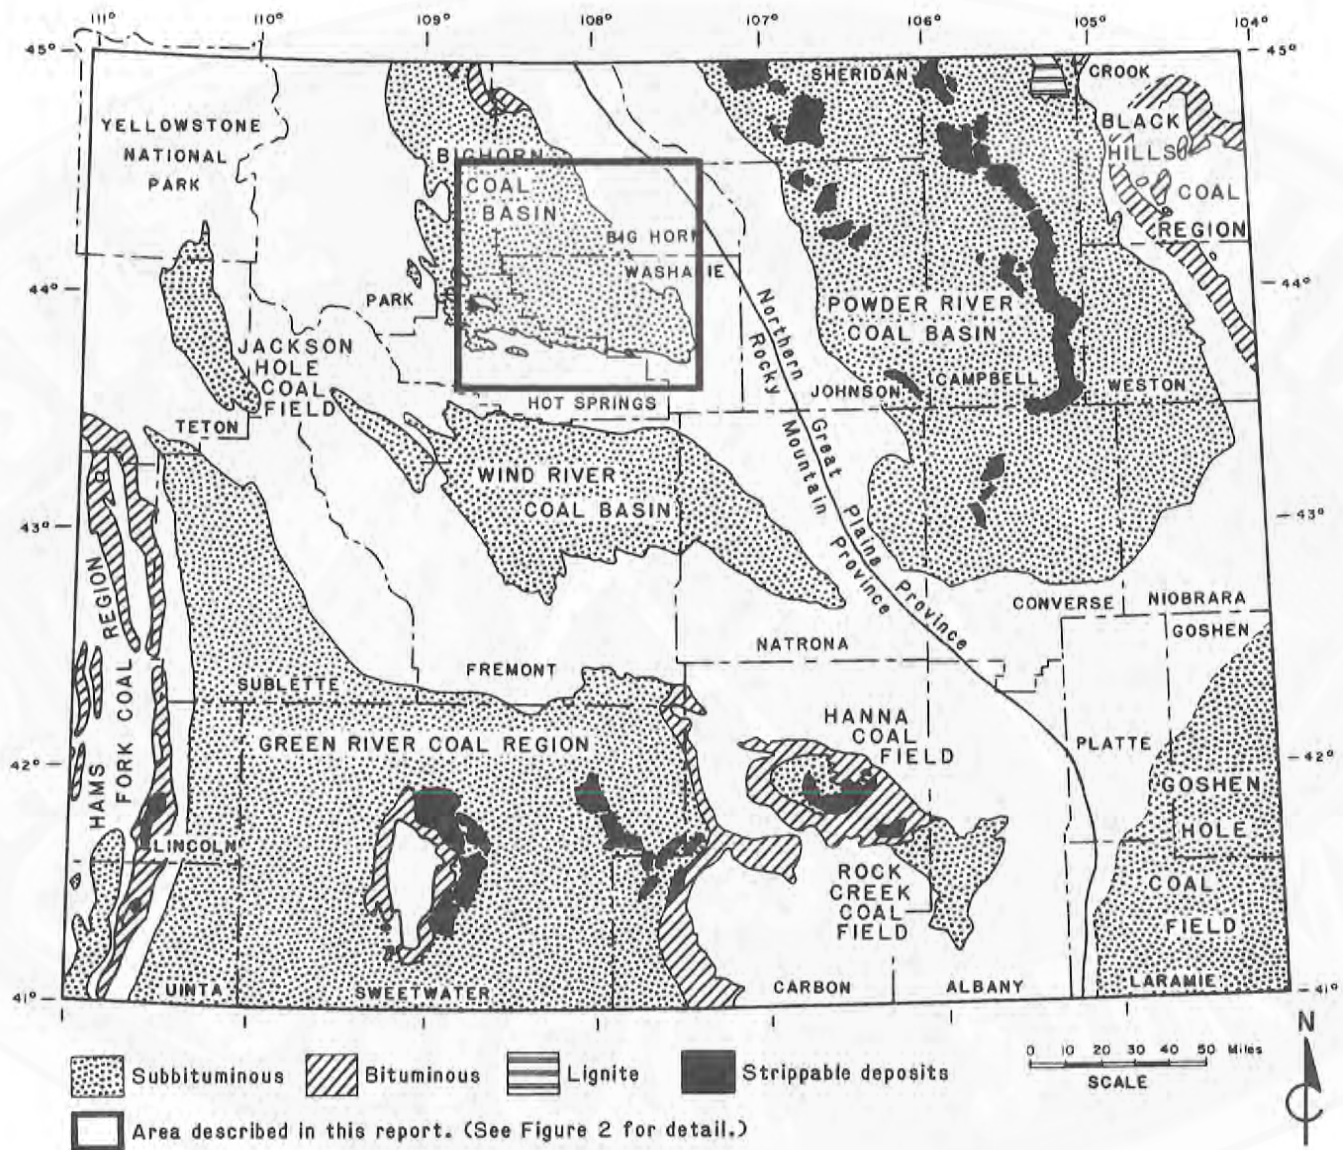 111° 110° 109° 108° 107° 106° 105° 104°
45° 45°
SHERIDAN CROOK
YELLOWSTONE
NATIONAL
PARK
BLACK
HILLS
COAL
REGION
BIGHORN
COAL
BASIN
BIG HORN
WASHAKIE
44° 44°
PARK
POWDER RIVER
COAL BASIN
JACKSON
HOLE
COAL
FIELD
JOHNSON CAMPBELL WESTON
HOT SPRINGS
TETON
Northern Great Plains Province
Rocky Mountain Province
WIND RIVER
COAL BASIN
43° 43°
CONVERSE NIOBRARA
GOSHEN
NATRONA
FREMONT
SUBLETTE
HAMS
FORK COAL
REGION
GREEN RIVER COAL REGION
HANNA
COAL
FIELD
PLATTE
42° 42°
GOSHEN
HOLE
COAL
FIELD
LINCOLN
ROCK
CREEK
COAL
FIELD
UINTA SWEETWATER CARBON ALBANY LARAMIE
41° 41°
N
Subbituminous Bituminous Lignite Strippable deposits
0 10 20 30 40 50 Miles
SCALE
Area described in this report. (See Figure 2 for detail.)